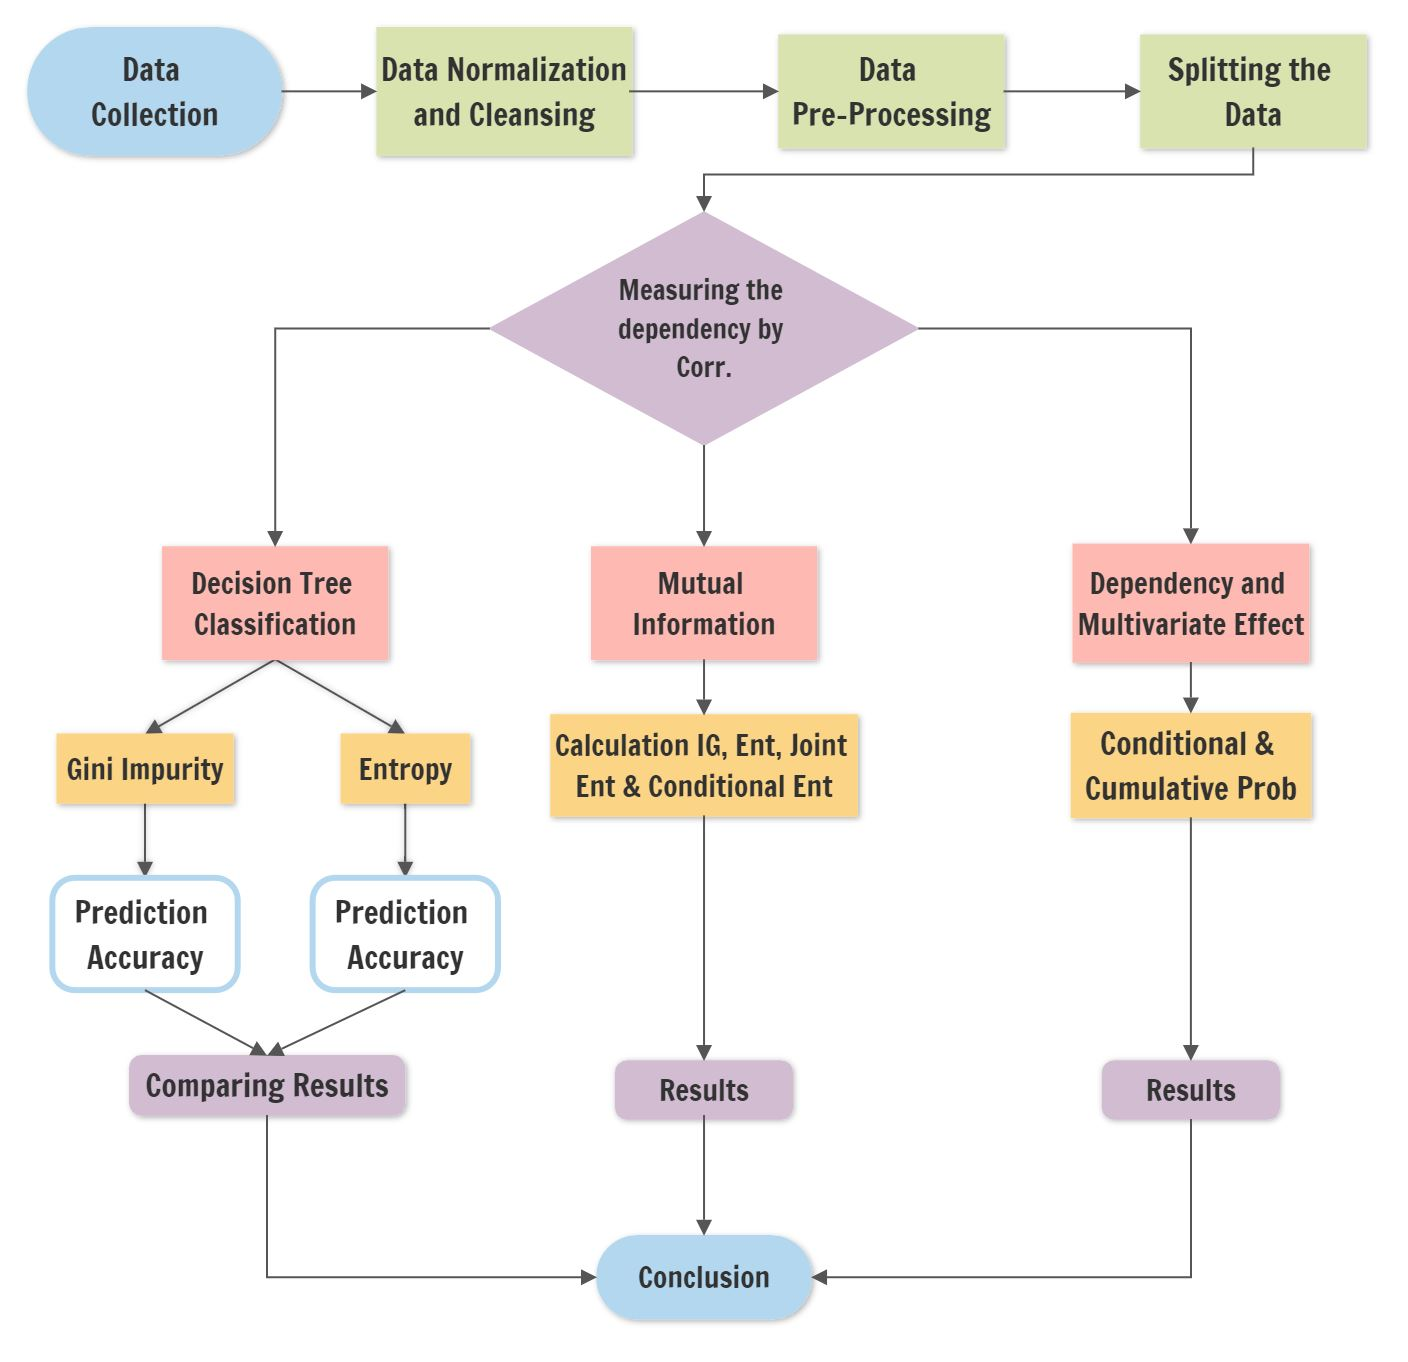 Data
Collection
Data Normalization
and Cleansing
Data
Pre-Processing
Splitting the
Data
Measuring the
dependency by
Corr.
Decision Tree
Classification
Mutual
Information
Dependency and
Multivariate Effect
Gini Impurity
Entropy
Calculation IG, Ent, Joint
Ent & Conditional Ent
Conditional &
Cumulative Prob
Prediction
Accuracy
Prediction
Accuracy
Comparing Results
Results
Results
Conclusion